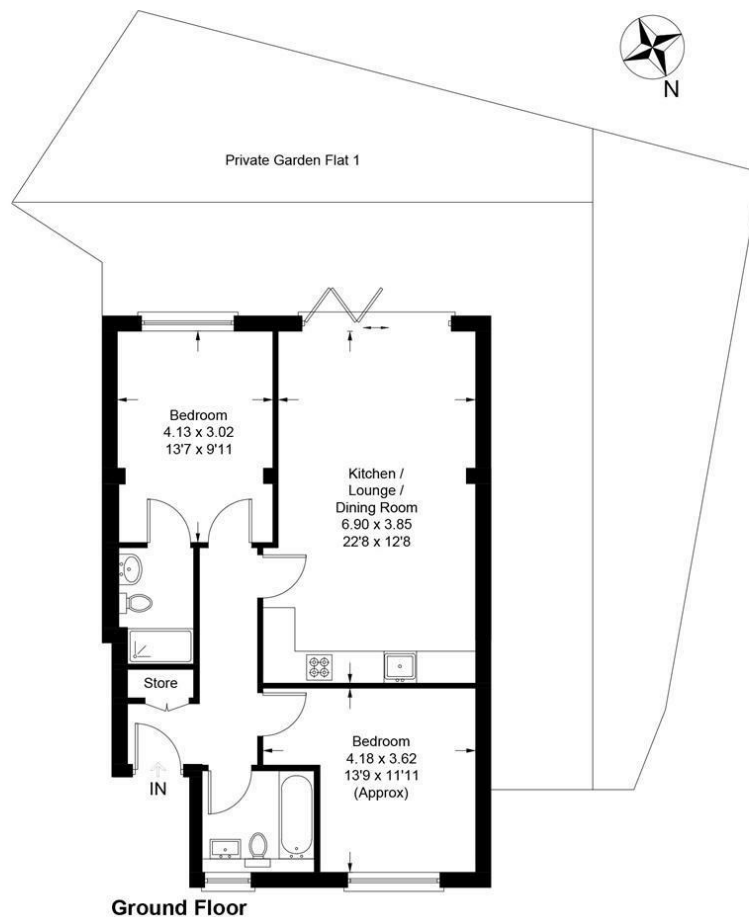 N
Private Garden Flat 1
Bedroom
4.13 x 3.02
13'7 x 9'11
Kitchen /
Lounge /
Dining Room
6.90 x 3.85
22'8 x 12'8
Store
IN
Bedroom
4.18 x 3.62
13'9 x 11'11
(Approx)
Ground Floor